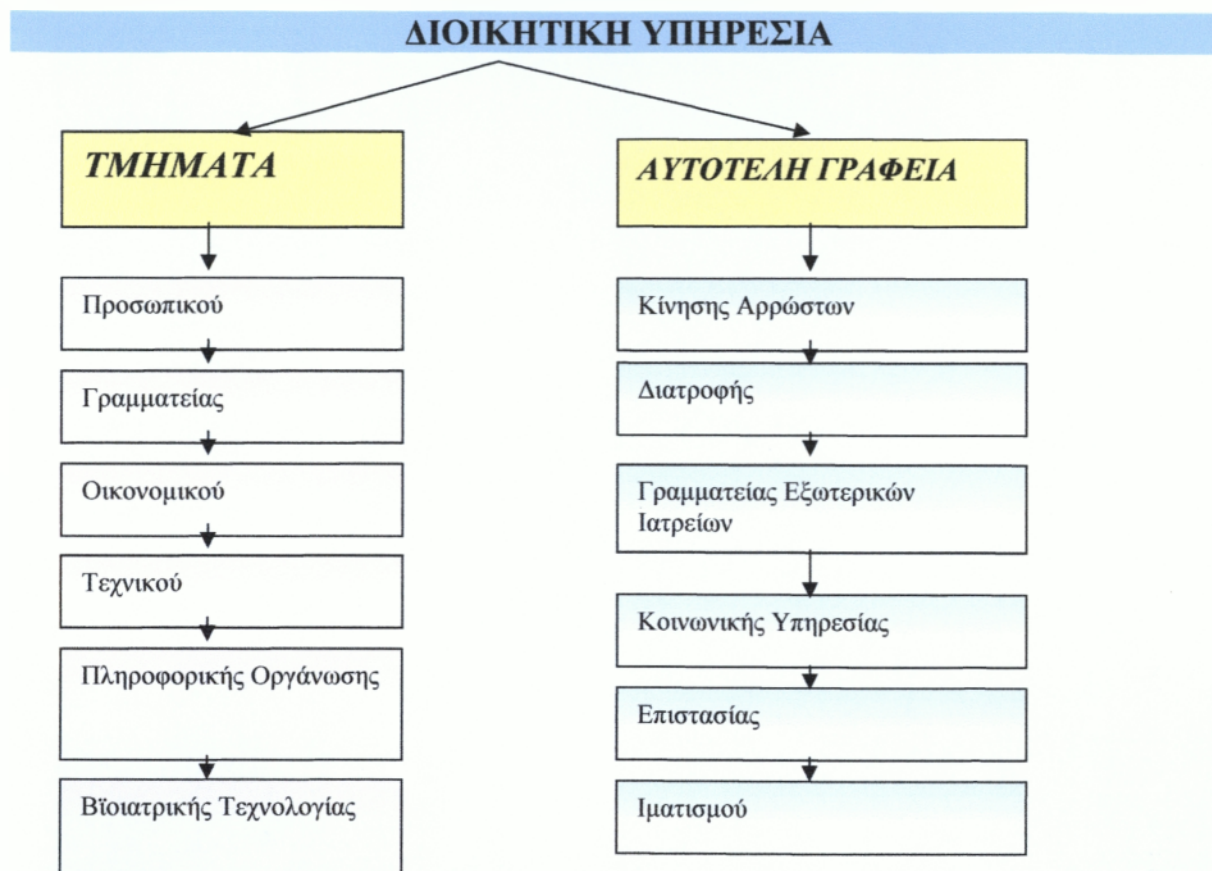 ΔΙΟΙΚΗΤΙΚΗ ΥΠΗΡΕΣΙΑ
ΤΜΗΜΑΤΑ
Προσωπικού
Γραμματείας
Οικονομικού
Τεχνικού
Πληροφορικής Οργάνωσης
Βϊοιατρικής Τεχνολογίας
ΑΥΤΟΤΕΛΗ ΓΡΑΦΕΙΑ
Κίνησης Αρρώστων
Διατροφής
Γραμματείας Εξωτερικών
Ιατρείων
Κοινωνικής Υπηρεσίας
Επιστασίας
Ιματισμού